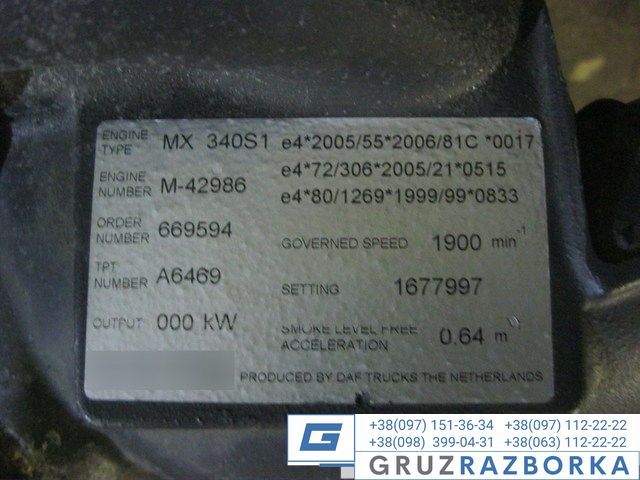 ENGINE TYPE MX 340S1 e4*2005/55*2006/81C *0017
e4*72/306*2005/21*0515
ENGINE NUMBER M-42986
e4*80/1269*1999/99*0833
ORDER NUMBER 669594
GOVERNED SPEED 1900 min⁻¹
TPT NUMBER A6469
SETTING 1677997
OUTPUT 000 KW
SMOKE LEVEL FREE ACCELERATION 0.64 m
PRODUCED BY DAF TRUCKS THE NETHERLANDS
G
+38(097) 151-36-34 +38(097) 112-22-22
+38(098) 399-04-31 +38(063) 112-22-22
GRUZRAZBORKA